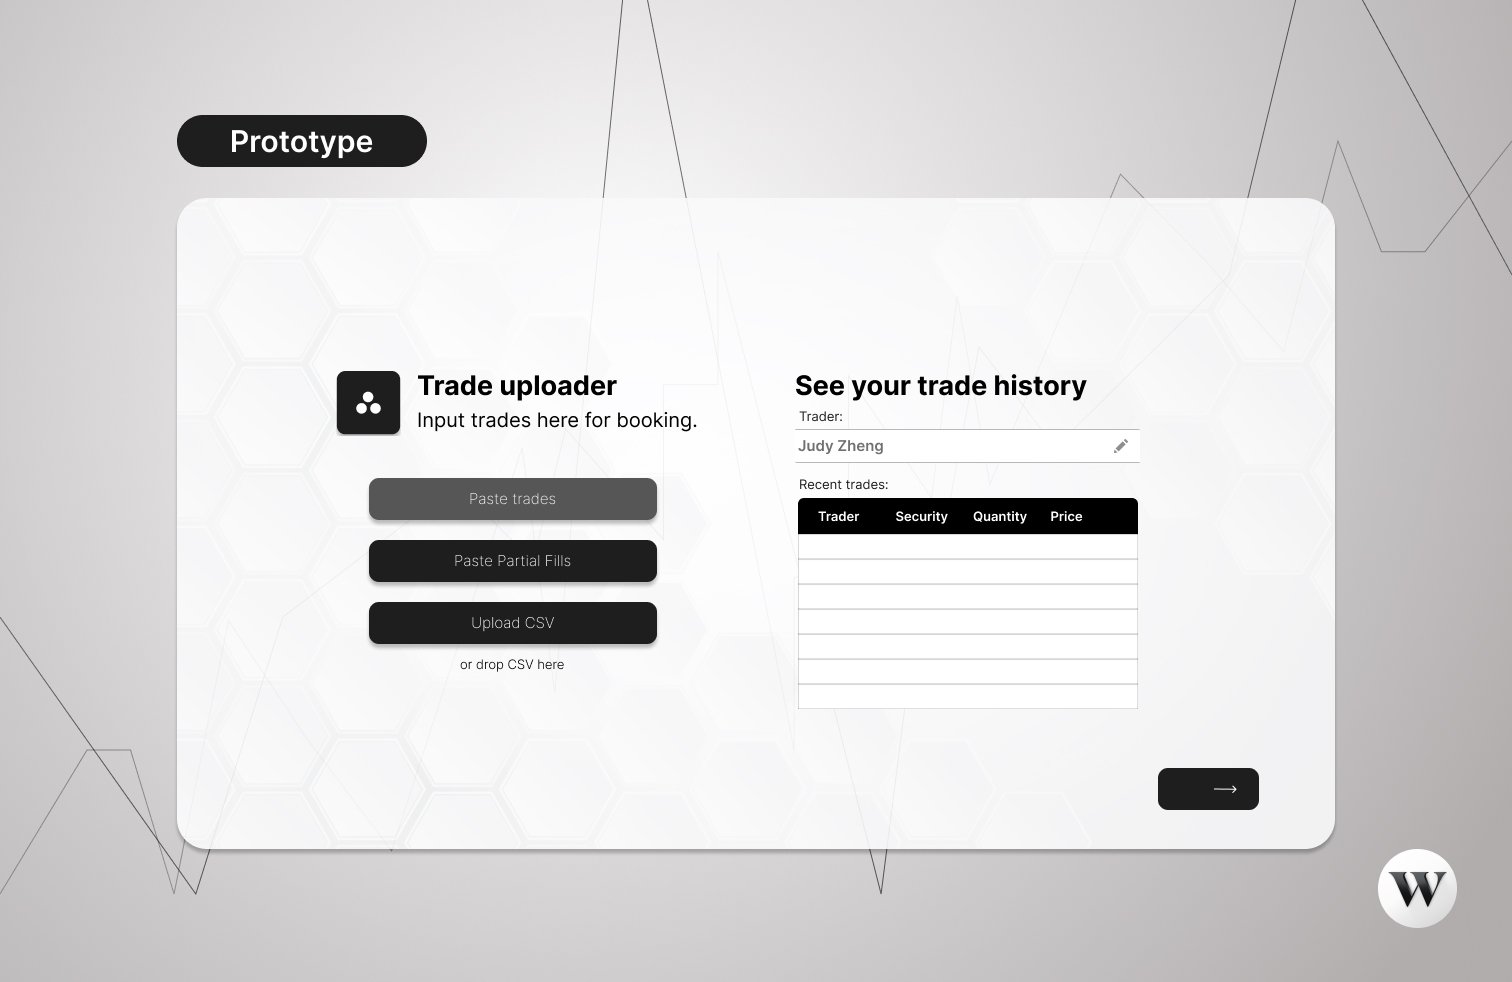 Prototype
Trade uploader
Input trades here for booking.
Paste trades
Paste Partial Fills
Upload CSV
or drop CSV here
See your trade history
Trader:
Judy Zheng
Recent trades:
Trader Security Quantity Price
W